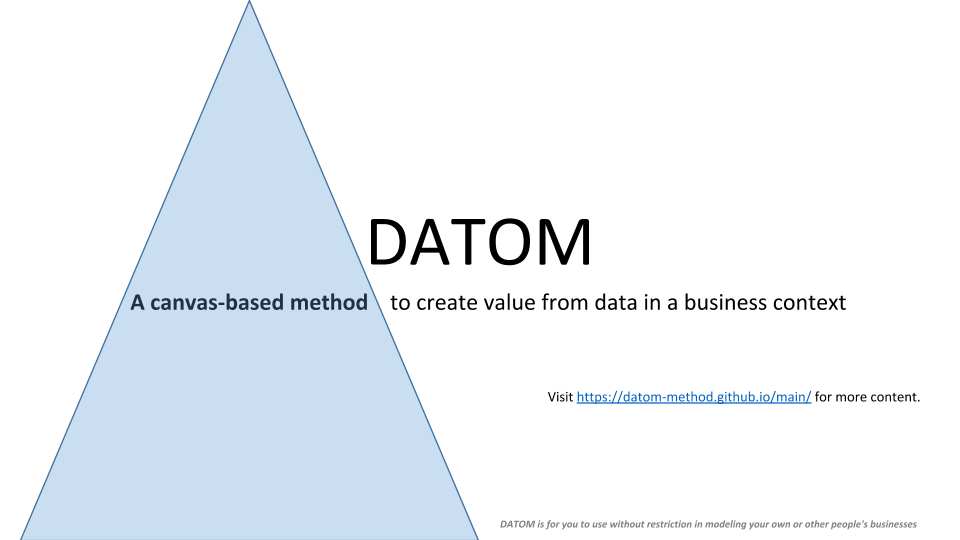 DATOM
A canvas-based method to create value from data in a business context
Visit https://datom-method.github.io/main/ for more content.
DATOM is for you to use without restriction in modeling your own or other people's businesses